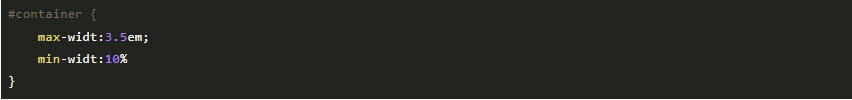 #container {
    max-widt:3.5em;
    min-widt:10%
}